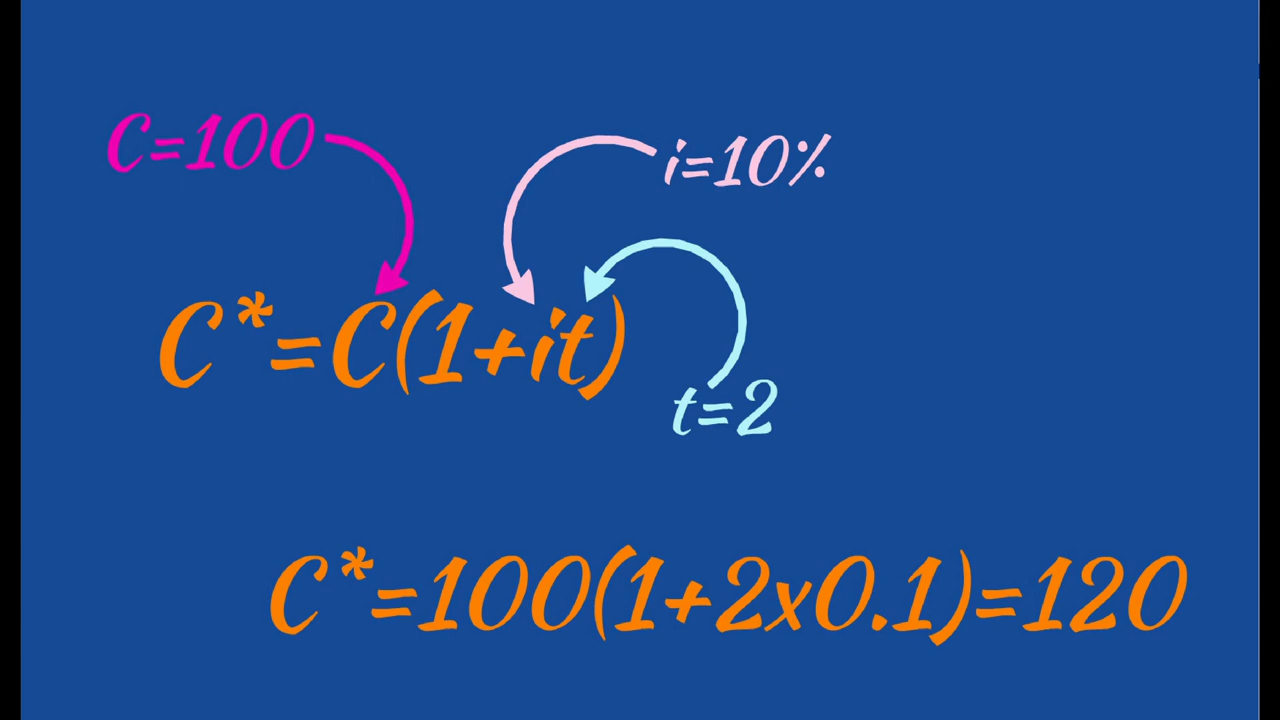 C=100
i=10%
C*=C(1+it)
t=2
C*=100(1+2x0.1)=120